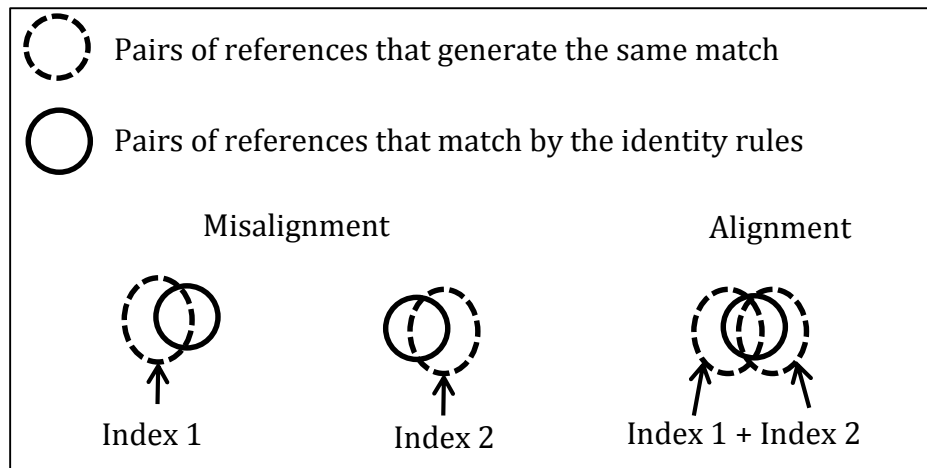 Pairs of references that generate the same match
Pairs of references that match by the identity rules
Misalignment
Alignment
Index 1
Index 2
Index 1 + Index 2